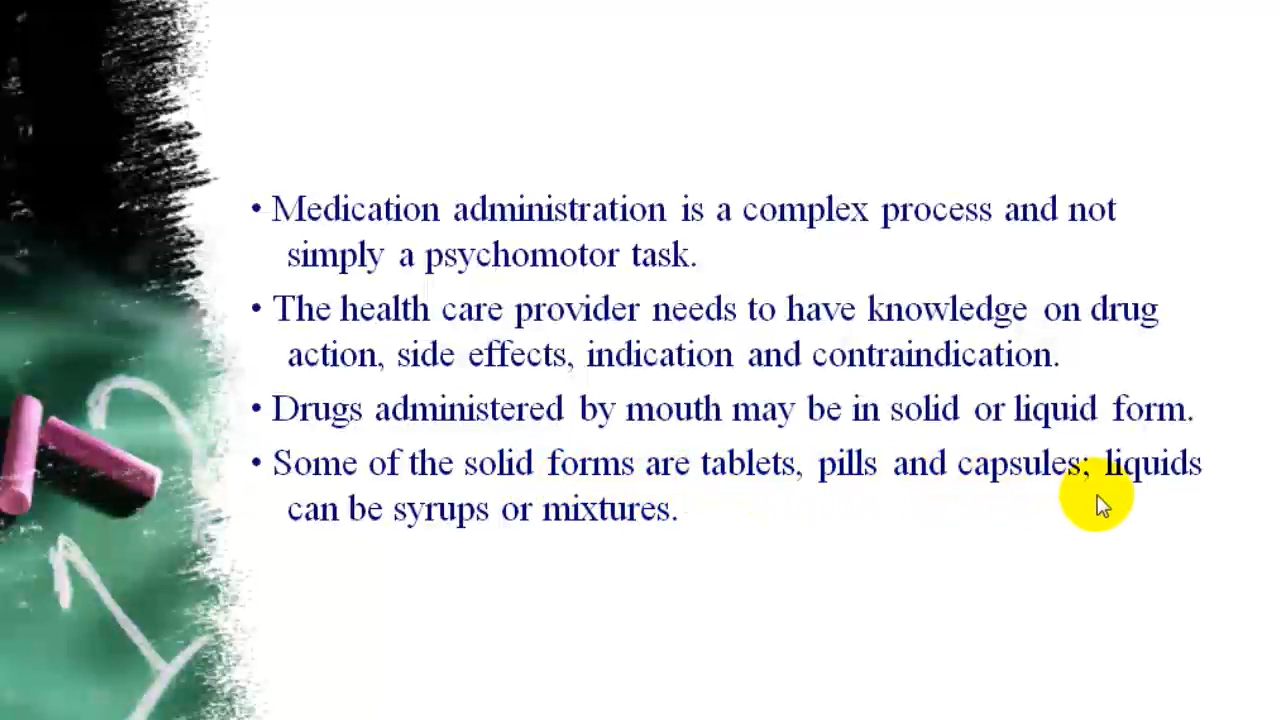 • Medication administration is a complex process and not
simply a psychomotor task.
• The health care provider needs to have knowledge on drug
action, side effects, indication and contraindication.
• Drugs administered by mouth may be in solid or liquid form.
• Some of the solid forms are tablets, pills and capsules; liquids
can be syrups or mixtures.